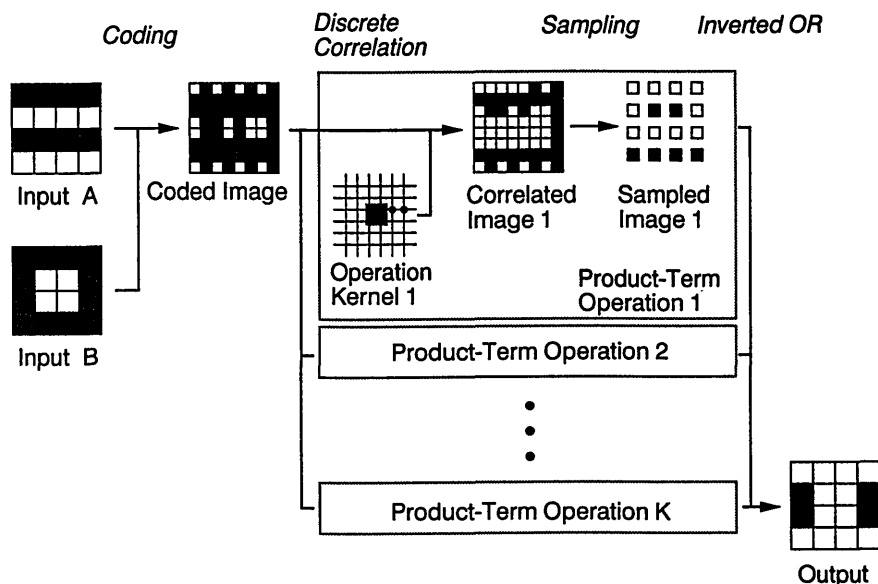 Coding
Discrete
Correlation
Sampling
Inverted OR
Input A
Coded Image
Correlated
Image 1
Sampled
Image 1
Operation
Kernel 1
Product-Term
Operation 1
Input B
Product-Term Operation 2
Product-Term Operation K
Output